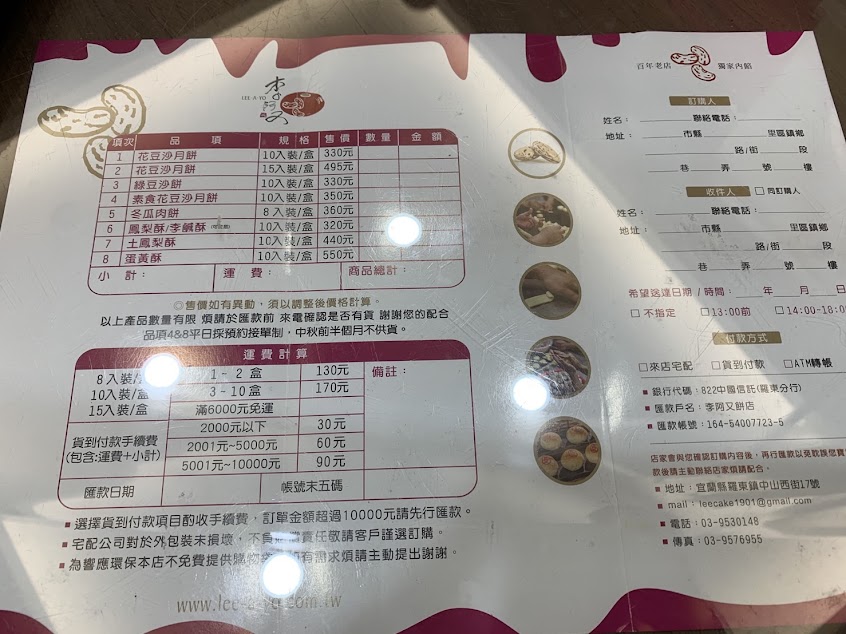 李阿又
LEE-A-YO
項次 品項 規格 售價 數量 金額
1 花豆沙月餅 10入裝/盒 330元
2 花豆沙月餅 15入裝/盒 495元
3 綠豆沙餅 10入裝/盒 330元
4 素食花豆沙月餅 10入裝/盒 350元
5 冬瓜肉餅 8入裝/盒 360元
6 鳳梨酥/李鹹酥 10入裝/盒 320元
7 土鳳梨酥 10入裝/盒 440元
8 蛋黃酥 10入裝/盒 550元
小計: 運費: 商品總計:
◎售價如有異動,須以調整後價格計算。
以上產品數量有限 煩請於匯款前 來電確認是否有貨 謝謝您的配合
品項4&8平日採預約接單制,中秋前半個月不供貨。
運費計算
8入裝/ 1-2盒 130元 備註:
10入裝/盒 3-10盒 170元
15入裝/盒 滿6000元免運
貨到付款手續費 2000元以下 30元
(包含:運費+小計) 2001元~5000元 60元
5001元~10000元 90元
匯款日期 帳號末五碼
▪選擇貨到付款項目酌收手續費,訂單金額超過10000元請先行匯款。
▪宅配公司對於外包裝未損壞,不負 責任敬請客戶謹選訂購。
▪為響應環保本店不免費提供購物 有需求煩請主動提出謝謝。
www.lee-a-yo.com.tw
百年老店 獨家內餡
訂購人
姓名: 聯絡電話:
地址: 市縣 里區鎮鄉
路/街 段
巷 弄 號 樓
收件人 □同訂購人
姓名: 聯絡電話:
地址: 市縣 里區鎮鄉
路/街 段
巷 弄 號 樓
希望送達日期/時間: 年 月 日
□不指定 □13:00前 □14:00-18:0
付款方式
□來店宅配 □貨到付款 □ATM轉帳
▪銀行代碼:822中國信託(羅東分行)
▪匯款戶名:李阿又餅店
▪匯款帳號:164-54007723-5
店家會與您確認訂購內容後,再行匯款以免耽誤您寶
款後請主動聯絡店家煩請配合。
▪地址:宜蘭縣羅東鎮中山西街17號
▪mail:leecake1901@gmail.com
▪電話:03-9530148
▪傳真:03-9576955